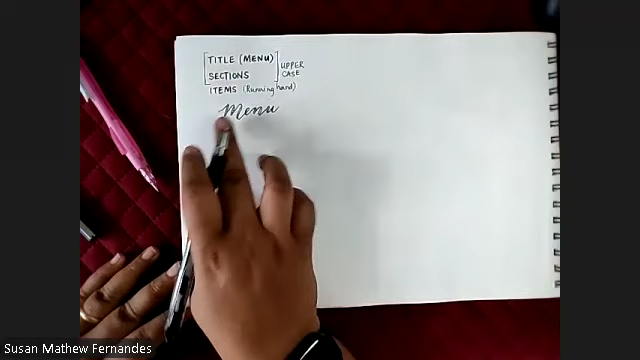 TITLE (MENU)
SECTIONS
UPPER
CASE
ITEMS (Running hand)
Menu
Susan Mathew Fernandes